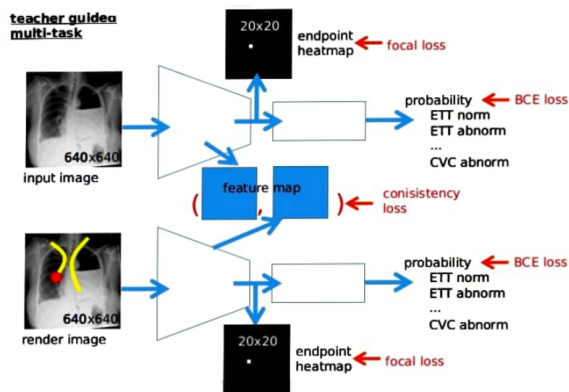 teacher guided
multi-task
20x20
endpoint
heatmap
focal loss
640x640
input image
probability
BCE loss
ETT norm
ETT abnorm
...
CVC abnorm
feature map
( , )
conisistency
loss
640x640
render image
probability
BCE loss
ETT norm
ETT abnorm
...
CVC abnorm
20x20
endpoint
heatmap
focal loss